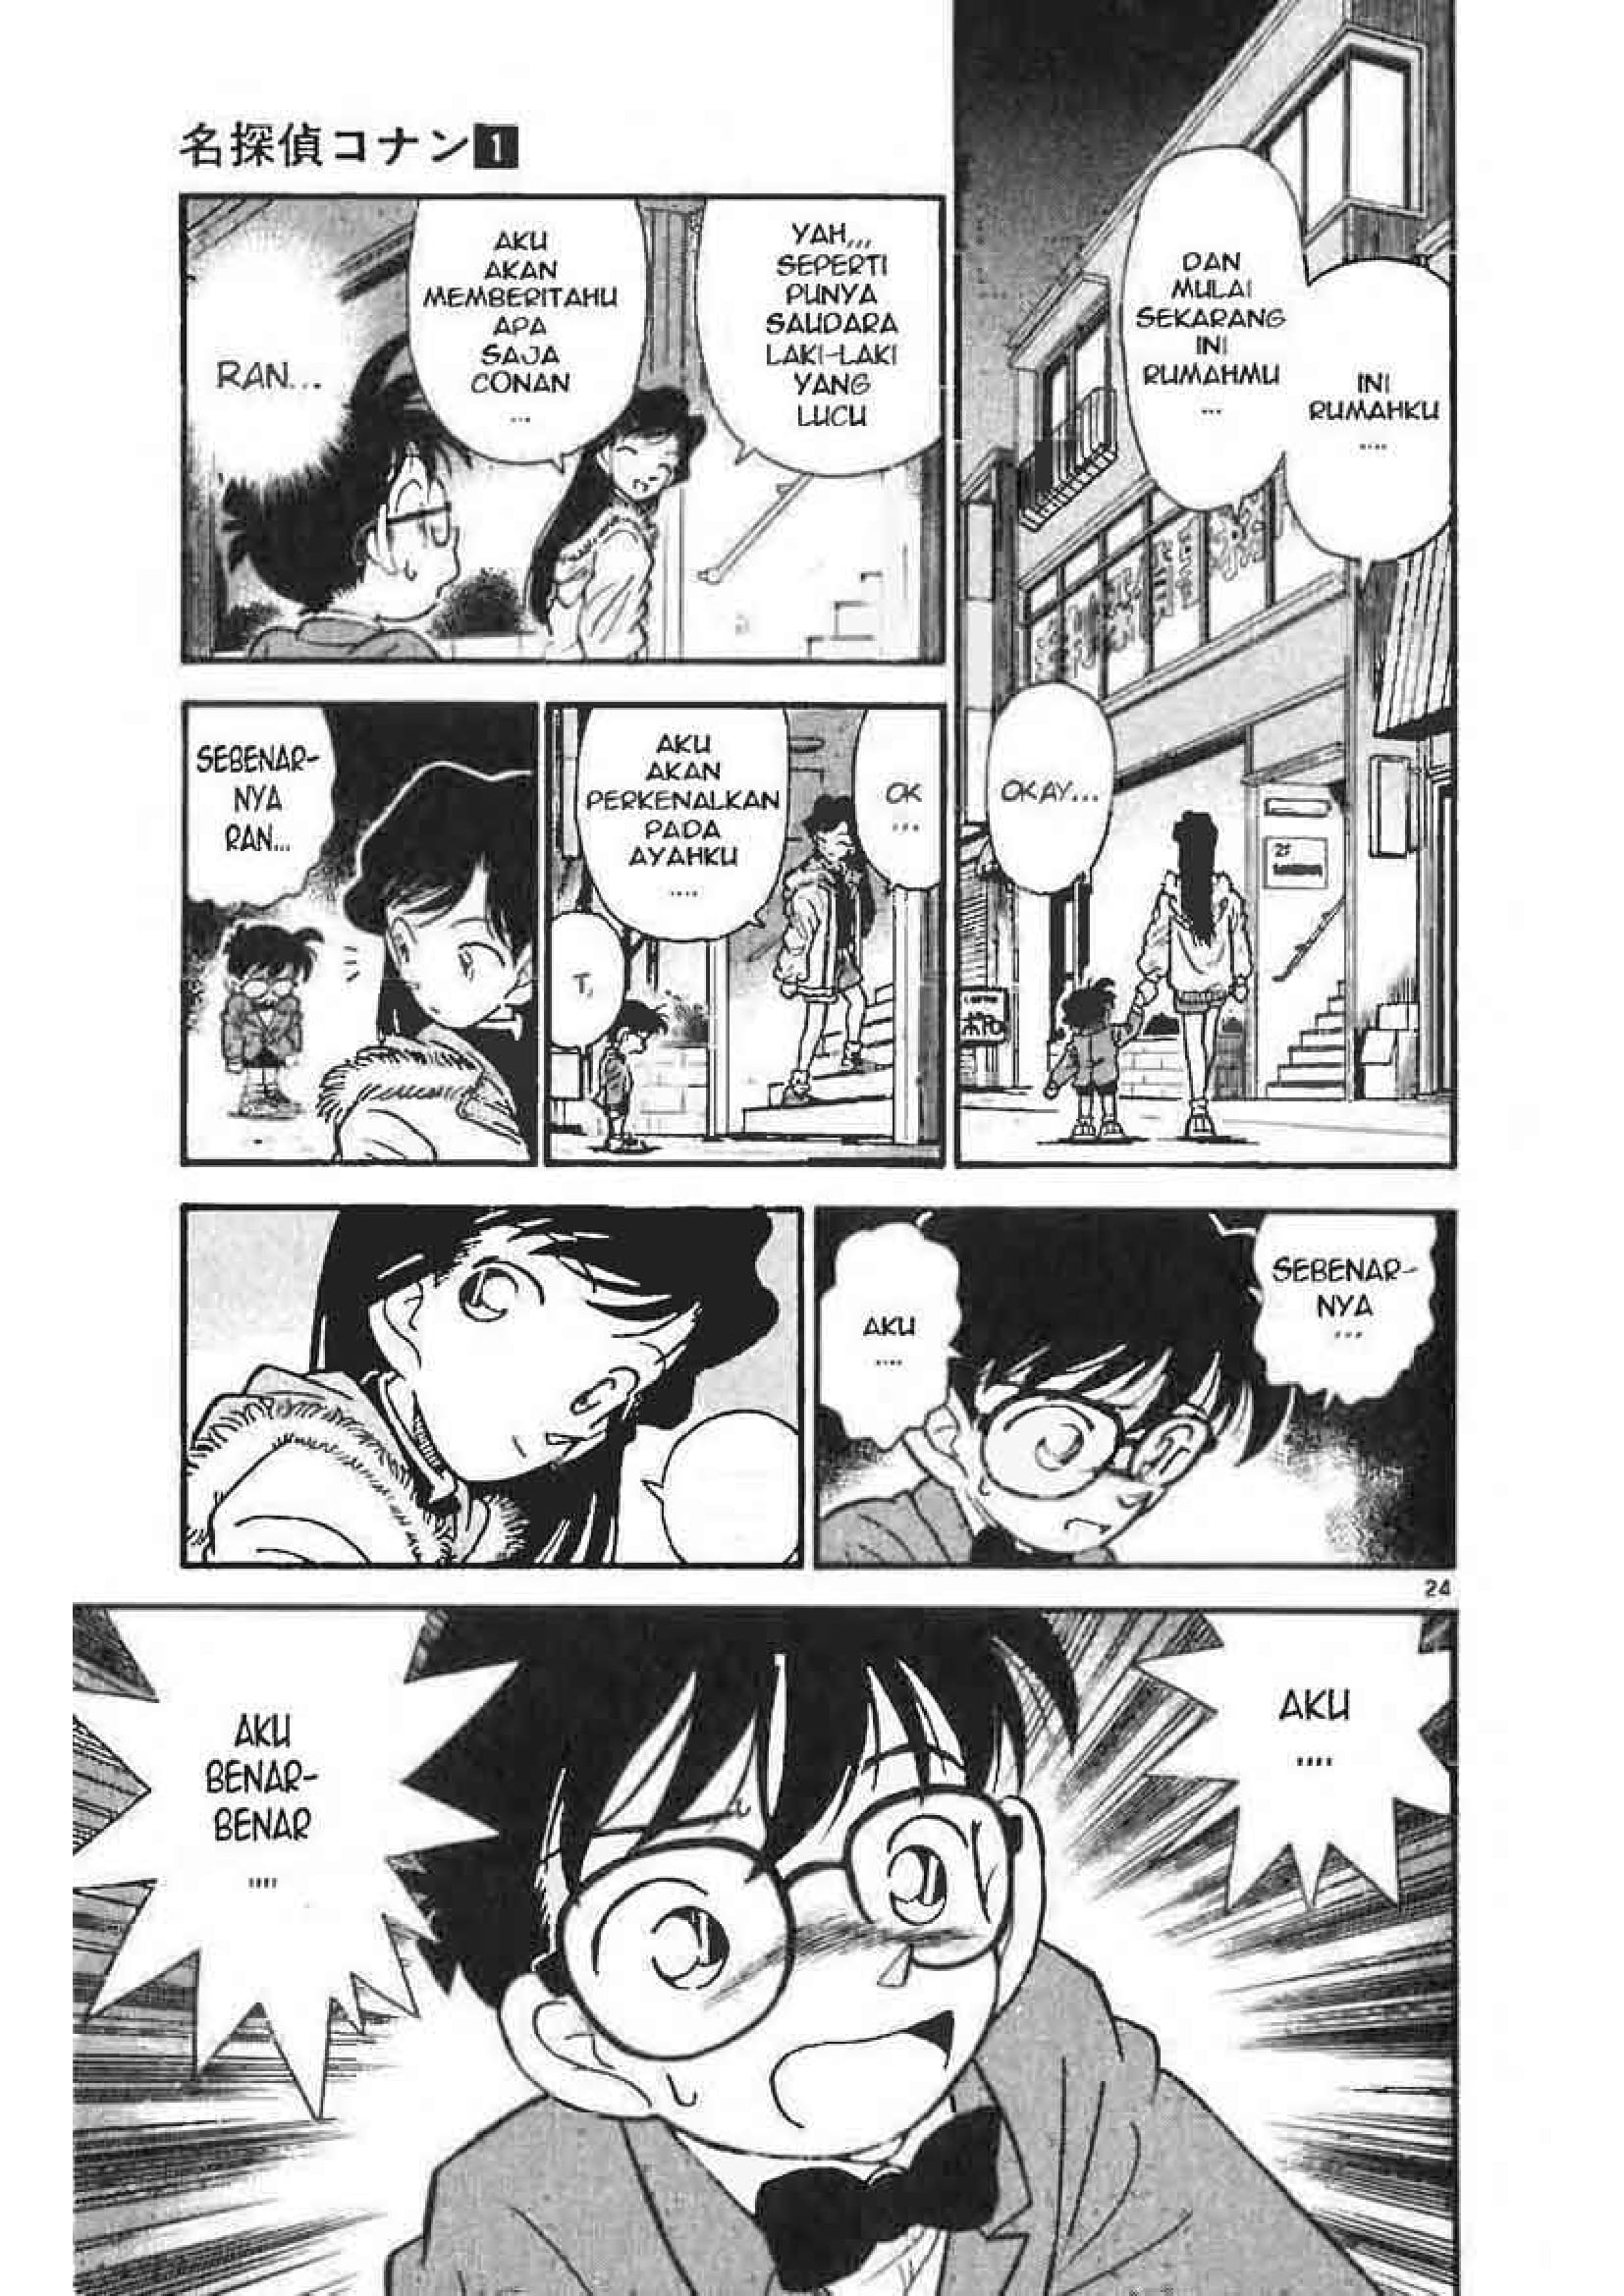 名探偵コナン1
INI
RUMAHKU
....
DAN
MULAI
SEKARANG
INI
RUMAHMU
...
OKAY...
2F
YAH,,,
SEPERTI
PUNYA
SAUDARA
LAKI-LAKI
YANG
LUCU
AKU
AKAN
MEMBERITAHU
APA
SAJA
CONAN
...
RAN...
OK
...
AKU
AKAN
PERKENALKAN
PADA
AYAHKU
....
T,
SEBENAR-
NYA
RAN...
SEBENAR-
NYA
...
AKU
....
24
AKU
....
AKU
BENAR-
BENAR
....